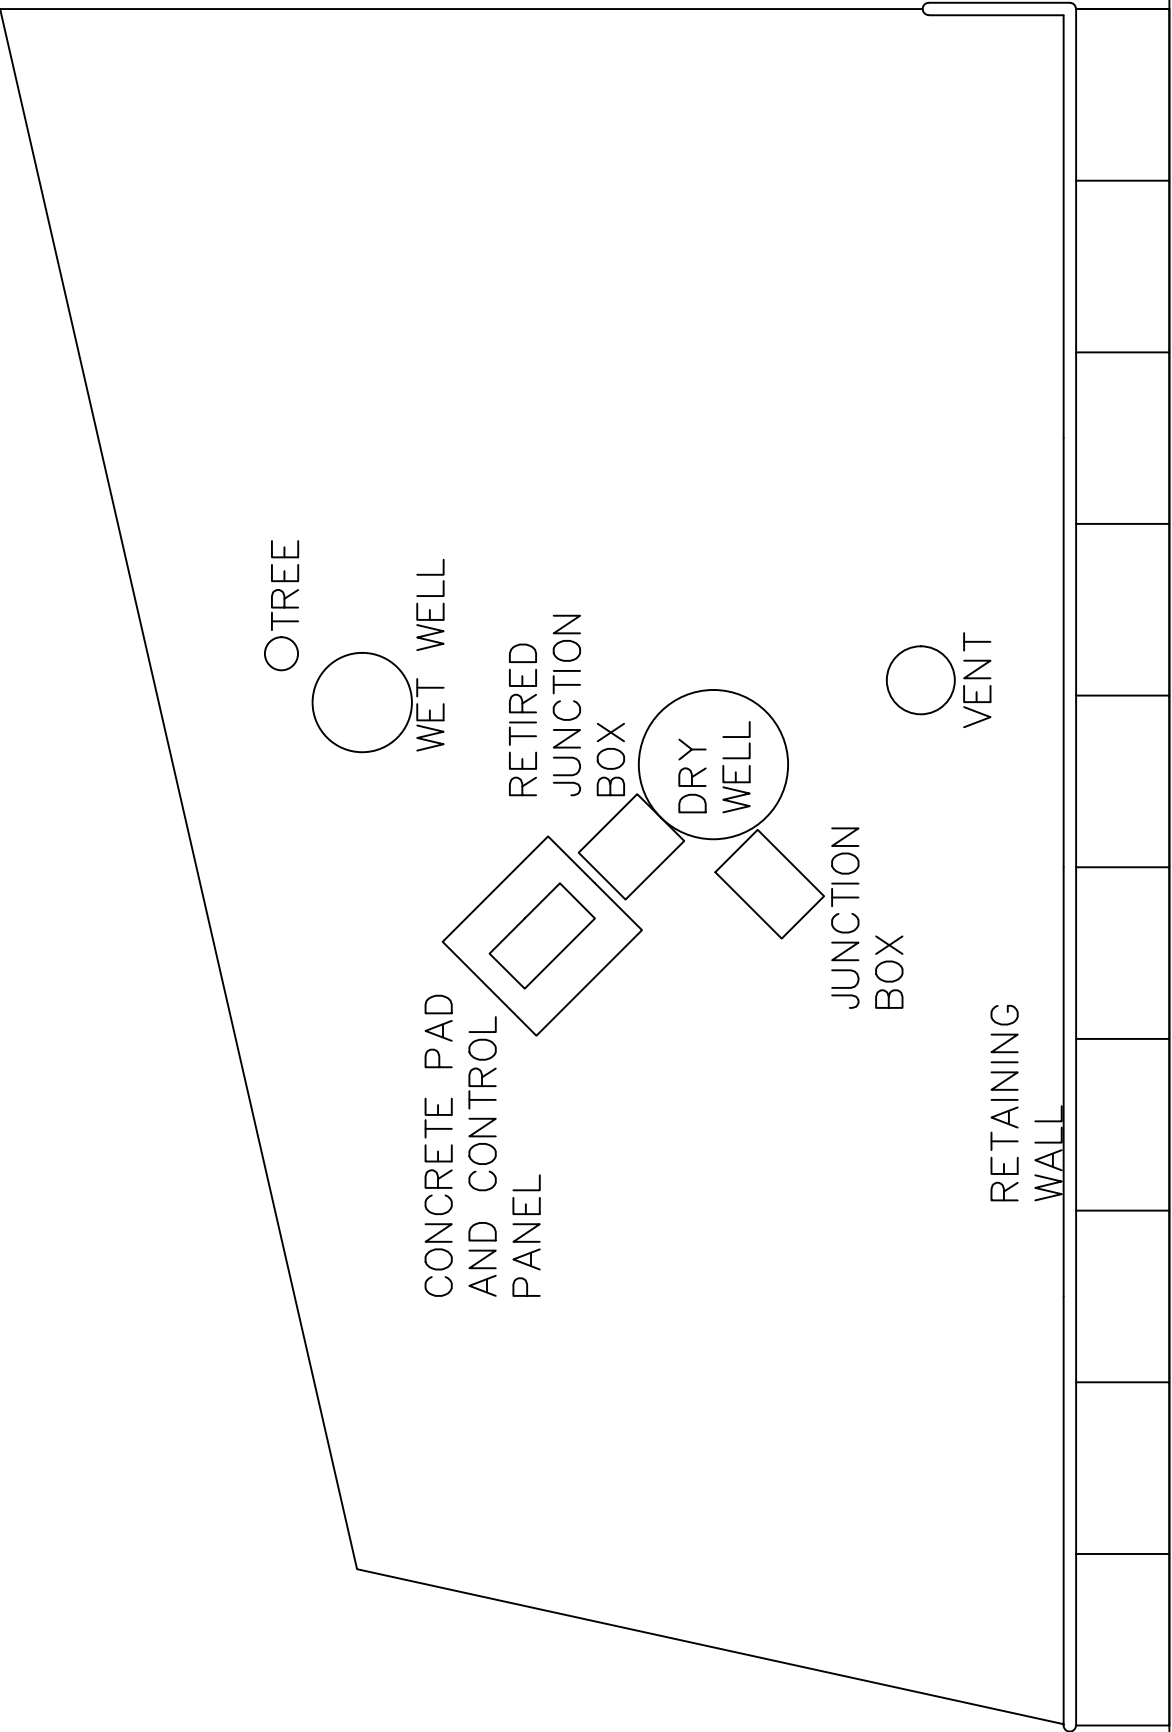 TREE
WET WELL
RETIRED
JUNCTION
BOX
DRY
WELL
VENT
CONCRETE PAD
AND CONTROL
PANEL
JUNCTION
BOX
RETAINING
WALL